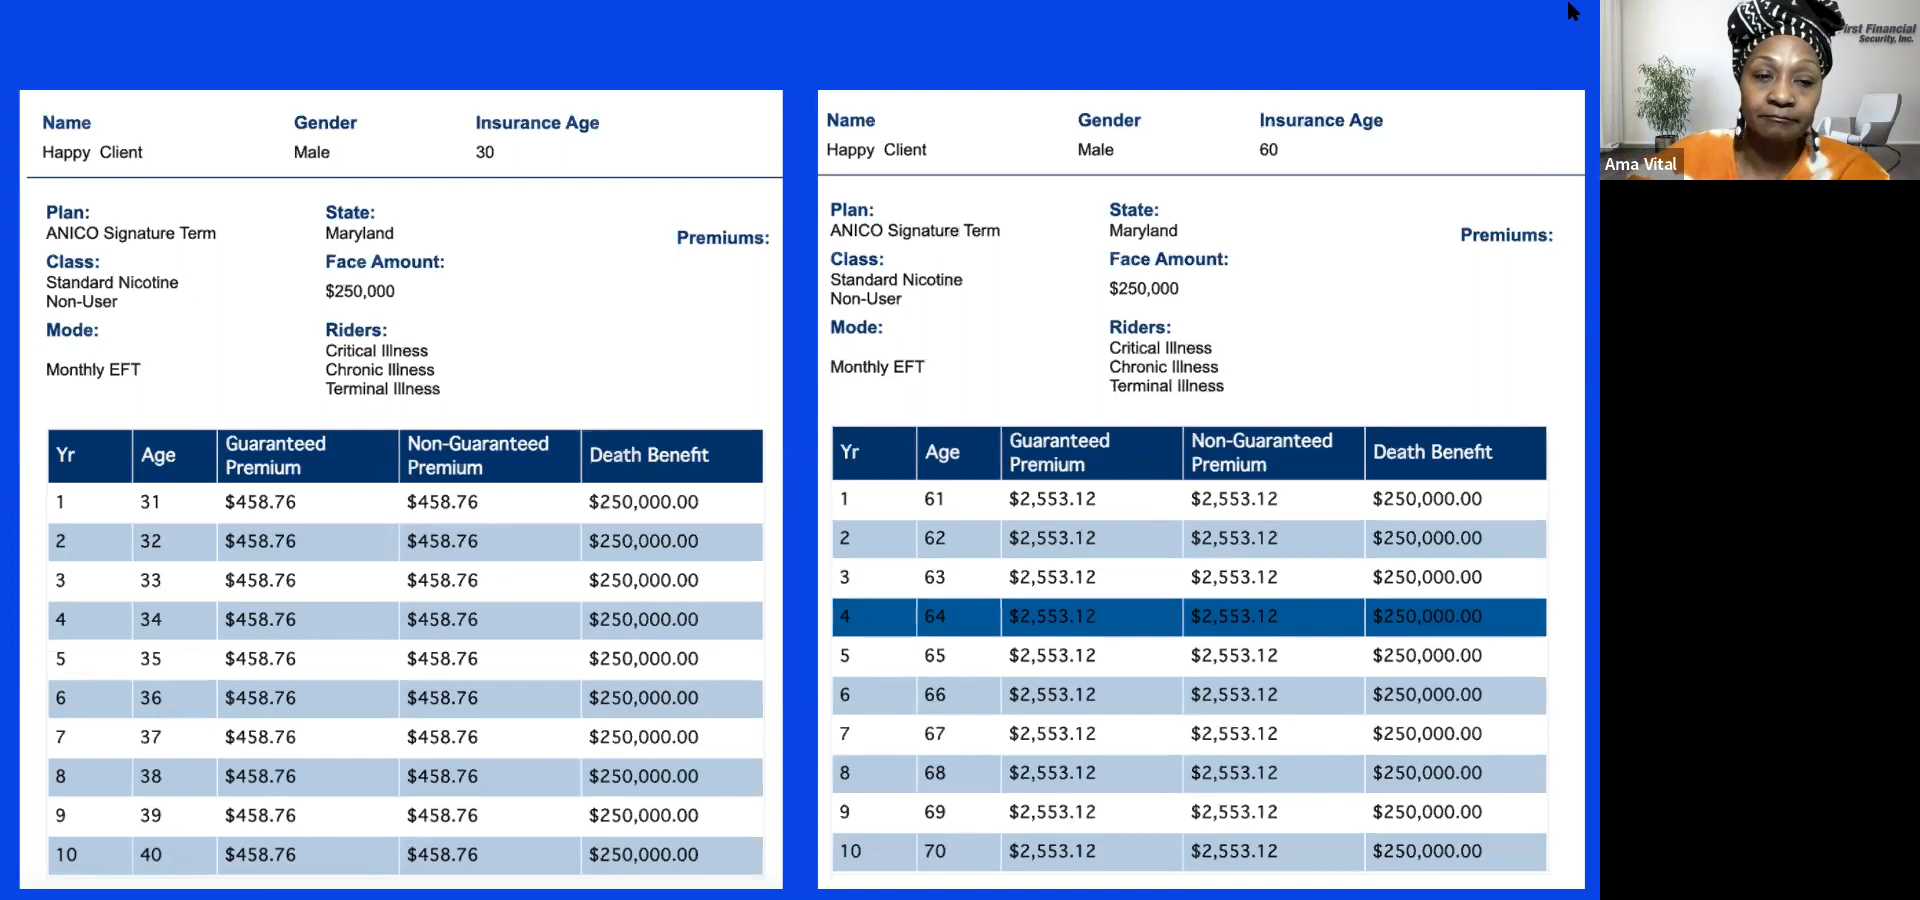 Name Gender Insurance Age
Happy Client Male 30
Plan: State:
ANICO Signature Term Maryland Premiums:
Class: Face Amount:
Standard Nicotine
Non-User $250,000
Mode: Riders:
Critical Illness
Monthly EFT Chronic Illness
Terminal Illness
Yr Age Guaranteed Premium Non-Guaranteed Premium Death Benefit
1 31 $458.76 $458.76 $250,000.00
2 32 $458.76 $458.76 $250,000.00
3 33 $458.76 $458.76 $250,000.00
4 34 $458.76 $458.76 $250,000.00
5 35 $458.76 $458.76 $250,000.00
6 36 $458.76 $458.76 $250,000.00
7 37 $458.76 $458.76 $250,000.00
8 38 $458.76 $458.76 $250,000.00
9 39 $458.76 $458.76 $250,000.00
10 40 $458.76 $458.76 $250,000.00
Name Gender Insurance Age
Happy Client Male 60
Plan: State:
ANICO Signature Term Maryland Premiums:
Class: Face Amount:
Standard Nicotine
Non-User $250,000
Mode: Riders:
Critical Illness
Monthly EFT Chronic Illness
Terminal Illness
Yr Age Guaranteed Premium Non-Guaranteed Premium Death Benefit
1 61 $2,553.12 $2,553.12 $250,000.00
2 62 $2,553.12 $2,553.12 $250,000.00
3 63 $2,553.12 $2,553.12 $250,000.00
4 64 $2,553.12 $2,553.12 $250,000.00
5 65 $2,553.12 $2,553.12 $250,000.00
6 66 $2,553.12 $2,553.12 $250,000.00
7 67 $2,553.12 $2,553.12 $250,000.00
8 68 $2,553.12 $2,553.12 $250,000.00
9 69 $2,553.12 $2,553.12 $250,000.00
10 70 $2,553.12 $2,553.12 $250,000.00
Financial
Security, Inc.
Ama Vital